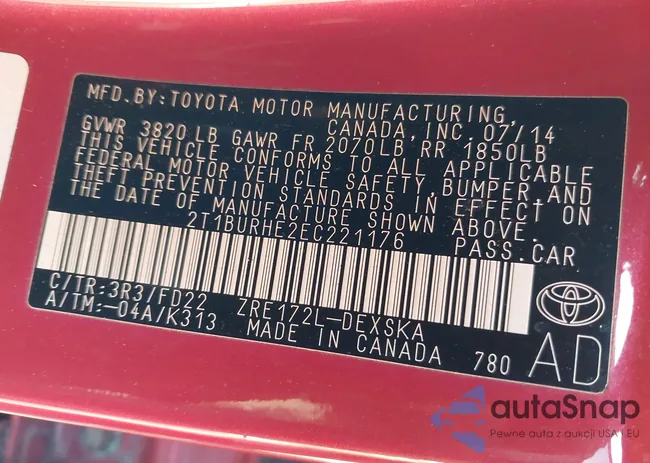 MFD. BY: TOYOTA MOTOR MANUFACTURING,
CANADA, INC. 07/14
GVWR 3820 LB GAWR FR 2070LB RR 1850LB
THIS VEHICLE CONFORMS TO ALL APPLICABLE
FEDERAL MOTOR VEHICLE SAFETY, BUMPER, AND
THEFT PREVENTION STANDARDS IN EFFECT ON
THE DATE OF MANUFACTURE SHOWN ABOVE.
2T1BURHE2EC221176 PASS. CAR
C/TR: 3R3/FD22 ZRE172L-DEXSKA
A/TM: -04A/K313 MADE IN CANADA 780 AD
autaSnap
Pewne auta z aukcji USA i EU